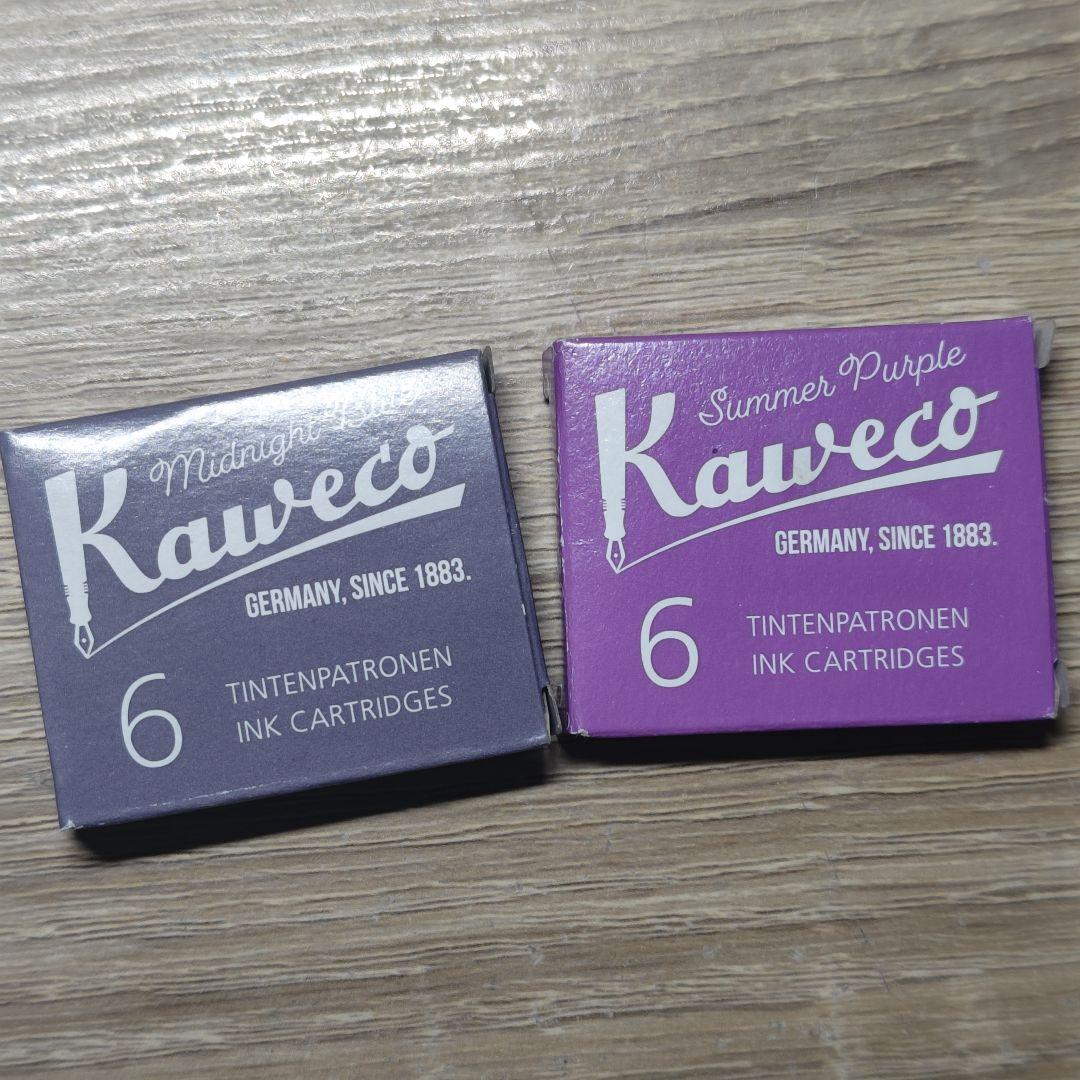 Midnight Blue
Kaweco
GERMANY, SINCE 1883.
6
TINTENPATRONEN
INK CARTRIDGES
Summer Purple
Kaweco
GERMANY, SINCE 1883.
6
TINTENPATRONEN
INK CARTRIDGES